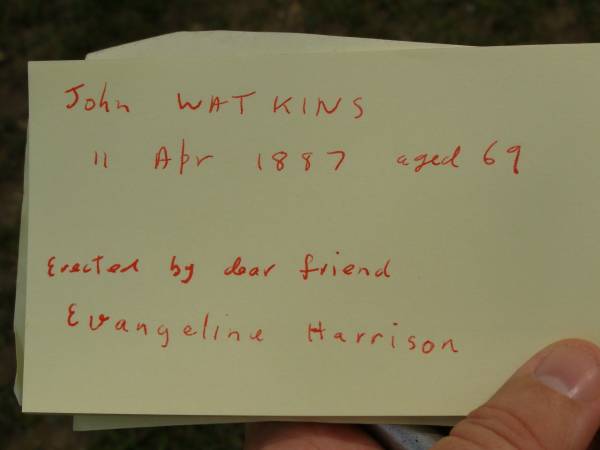 John WATKINS
11 Apr 1887 aged 69
Erected by dear friend
Evangeline Harrison